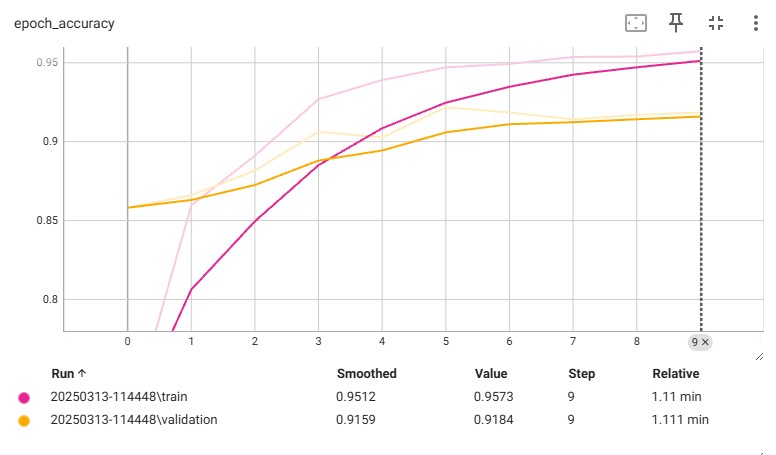 epoch_accuracy
0.95
0.9
0.85
0.8
0 1 2 3 4 5 6 7 8 9 ×
Run ↑ Smoothed Value Step Relative
20250313-114448\train 0.9512 0.9573 9 1.11 min
20250313-114448\validation 0.9159 0.9184 9 1.111 min